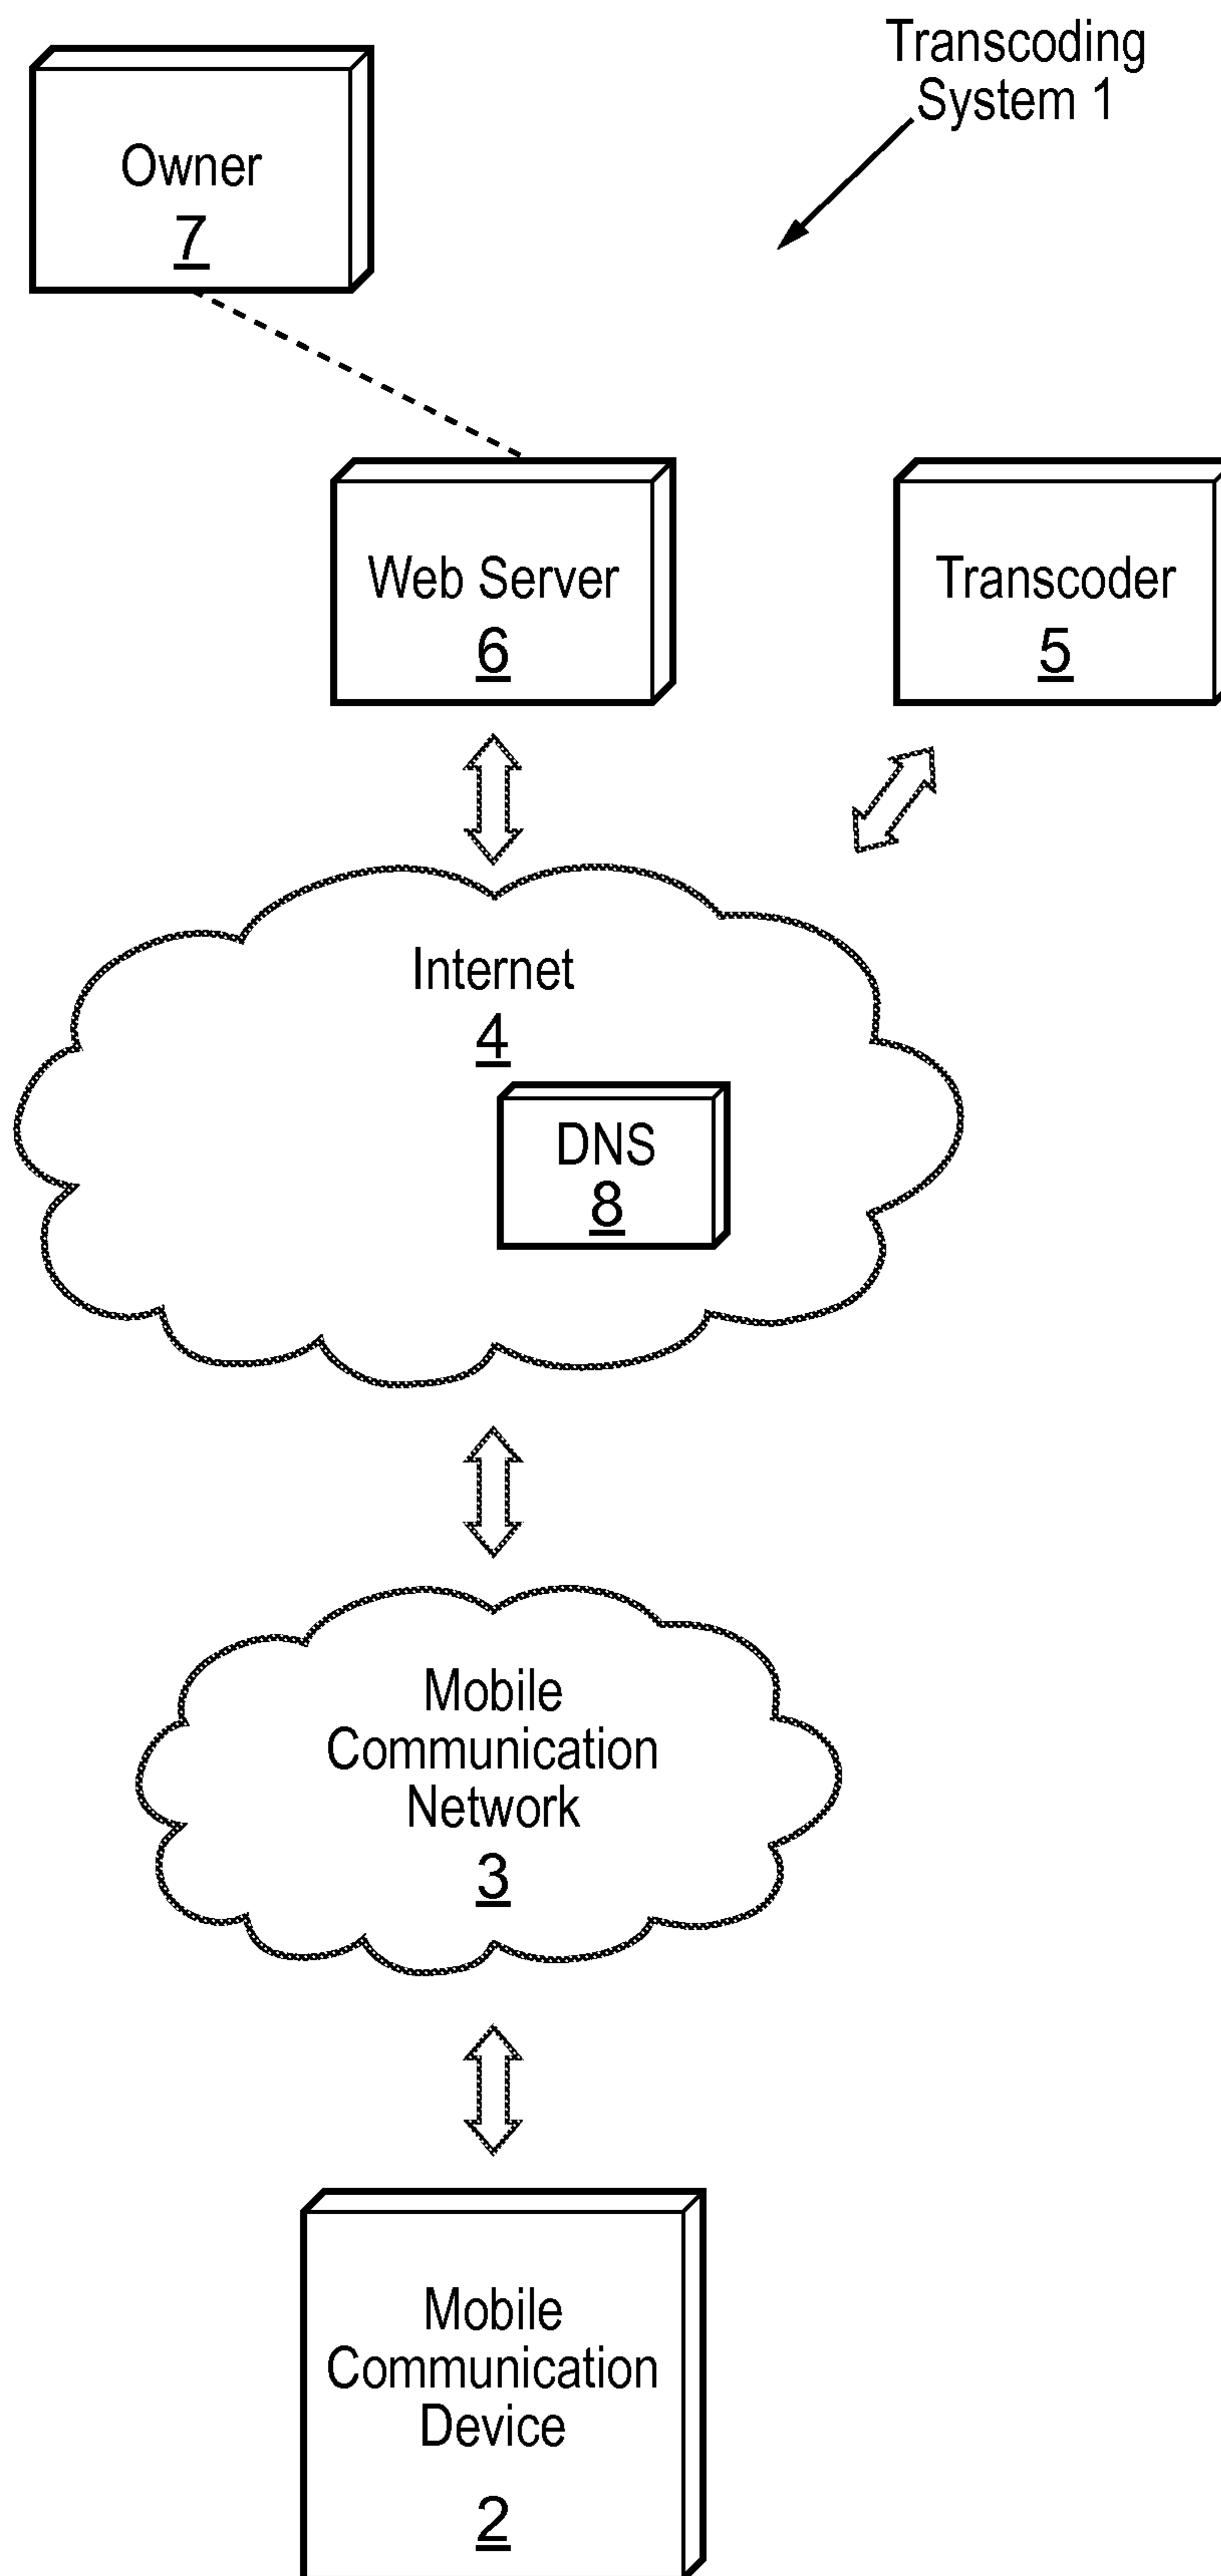 Transcoding
System 1
Owner
7
Web Server
6
Transcoder
5
Internet
4
DNS
8
Mobile
Communication
Network
3
Mobile
Communication
Device
2